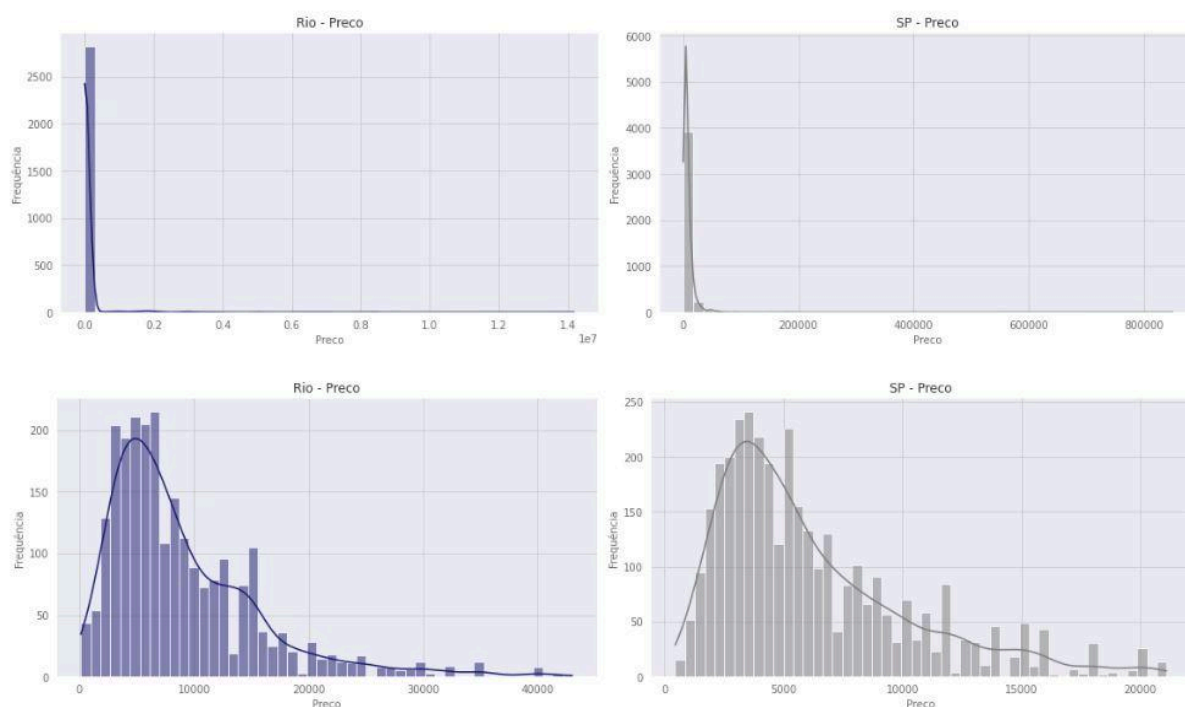 Rio - Preco
2500
2000
1500
1000
500
0
Frequência
0.0 0.2 0.4 0.6 0.8 1.0 1.2 1.4
1e7
Preco
SP - Preco
6000
5000
4000
3000
2000
1000
0
Frequência
0 200000 400000 600000 800000
Preco
Rio - Preco
200
150
100
50
0
Frequência
0 10000 20000 30000 40000
Preco
SP - Preco
250
200
150
100
50
0
Frequência
0 5000 10000 15000 20000
Preco